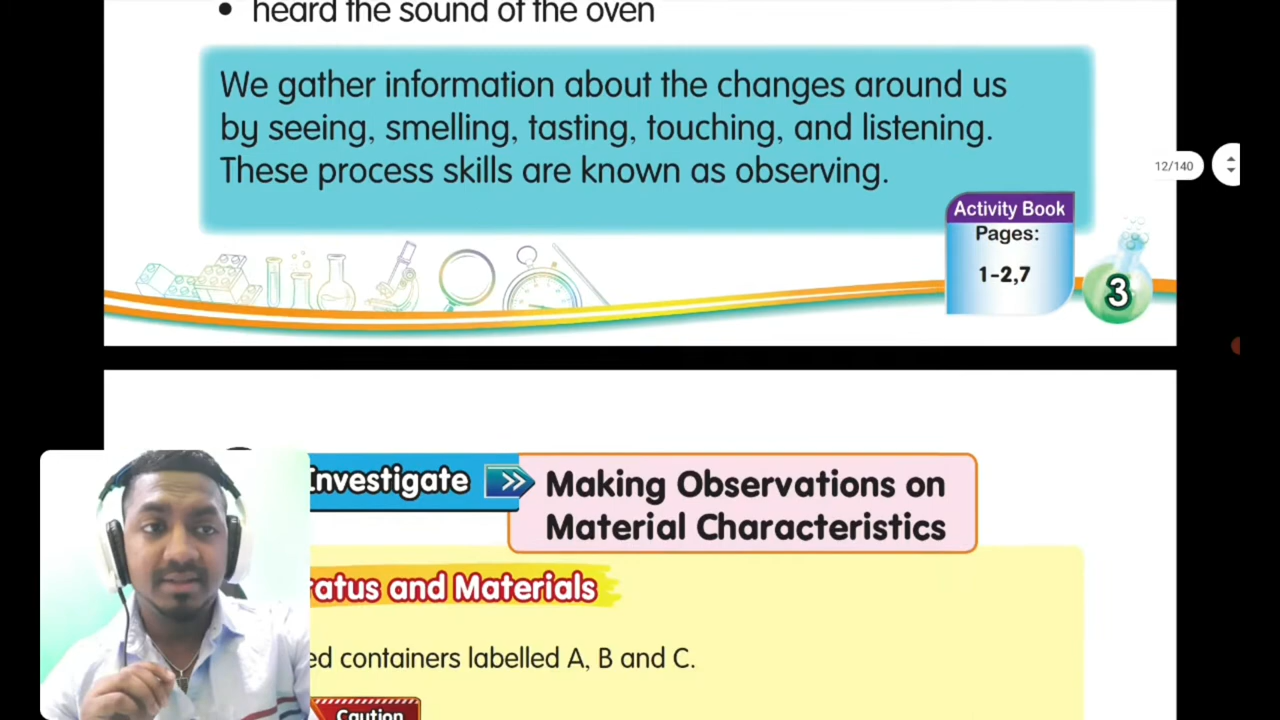 heard the sound of the oven
We gather information about the changes around us
by seeing, smelling, tasting, touching, and listening.
These process skills are known as observing.
12/140
Activity Book
Pages:
1-2,7
3
Investigate
Making Observations on
Material Characteristics
and Materials
containers labelled A, B and C.
Caution